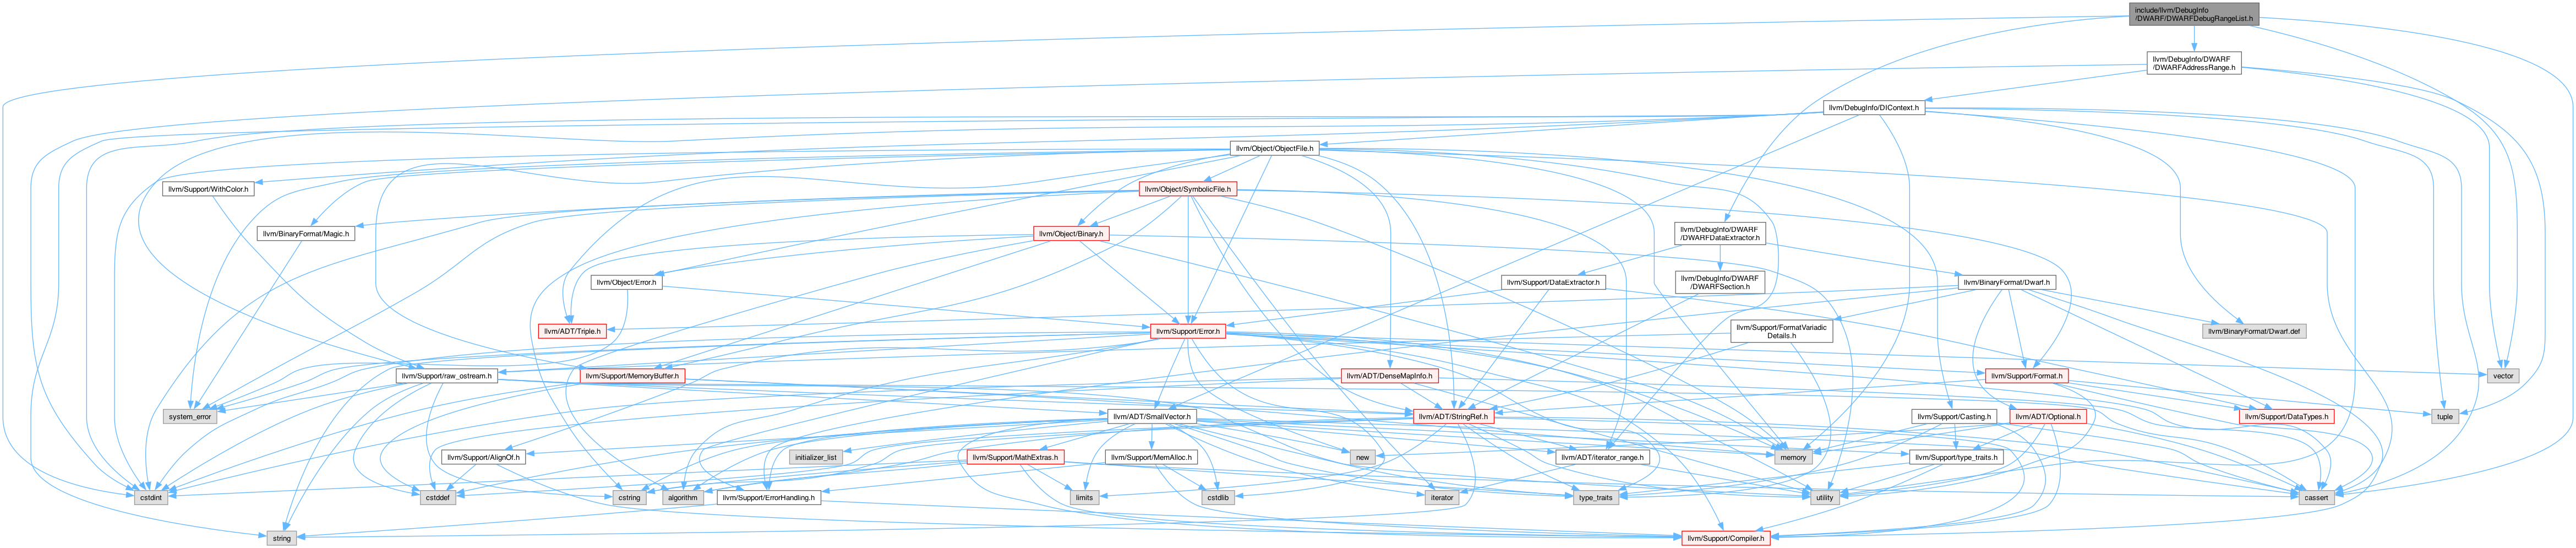 include/llvm/DebugInfo
/DWARF/DWARFDebugRangeList.h
llvm/DebugInfo/DWARF
/DWARFAddressRange.h
llvm/DebugInfo/DIContext.h
llvm/Object/ObjectFile.h
llvm/Support/WithColor.h
llvm/Object/SymbolicFile.h
llvm/BinaryFormat/Magic.h
llvm/Object/Binary.h
llvm/DebugInfo/DWARF
/DWARFDataExtractor.h
llvm/Object/Error.h
llvm/Support/DataExtractor.h
llvm/DebugInfo/DWARF
/DWARFSection.h
llvm/BinaryFormat/Dwarf.h
llvm/ADT/Triple.h
llvm/Support/Error.h
llvm/Support/FormatVariadic
Details.h
llvm/BinaryFormat/Dwarf.def
llvm/Support/raw_ostream.h
llvm/Support/MemoryBuffer.h
llvm/ADT/DenseMapInfo.h
llvm/Support/Format.h
vector
system_error
llvm/ADT/SmallVector.h
llvm/ADT/StringRef.h
llvm/Support/Casting.h
llvm/ADT/Optional.h
llvm/Support/DataTypes.h
tuple
llvm/Support/AlignOf.h
initializer_list
llvm/Support/MathExtras.h
llvm/Support/MemAlloc.h
new
llvm/ADT/iterator_range.h
memory
llvm/Support/type_traits.h
cstdint
cstddef
cstring
algorithm
llvm/Support/ErrorHandling.h
limits
cstdlib
iterator
type_traits
utility
cassert
string
llvm/Support/Compiler.h